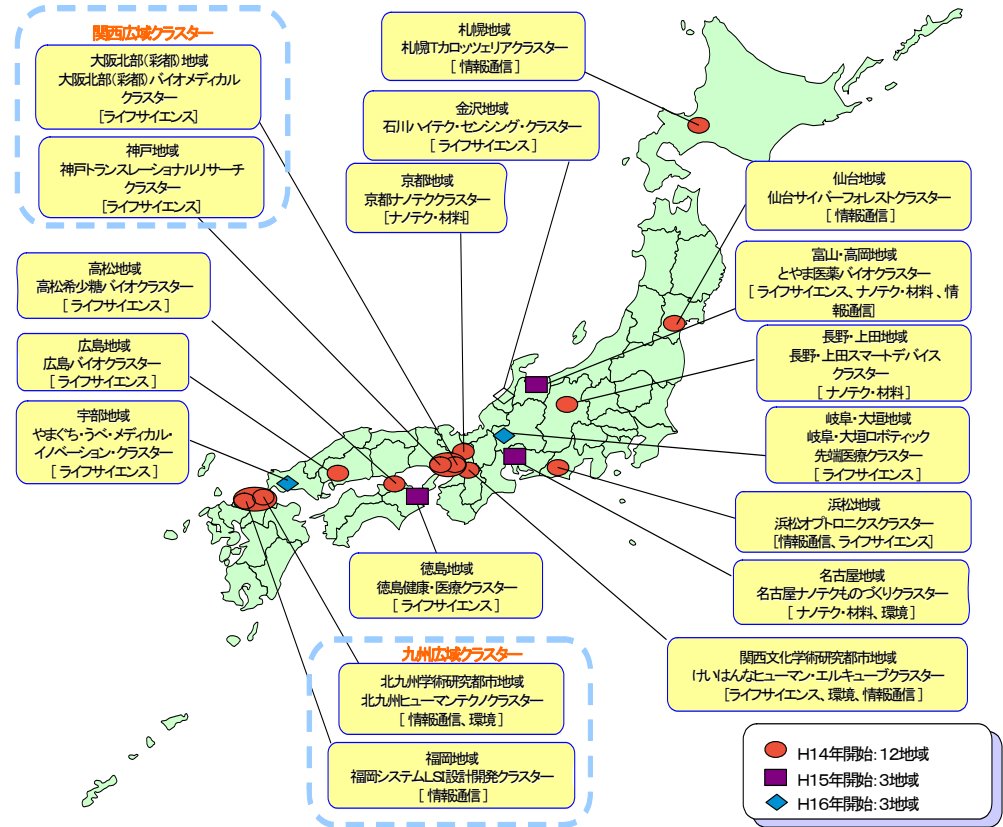 関西広域クラスター
大阪北部(彩都)地域
大阪北部(彩都)バイオメディカル
クラスター
[ライフサイエンス]
神戸地域
神戸トランスレーショナルリサーチ
クラスター
[ライフサイエンス]
札幌地域
札幌ITカロッツェリアクラスター
[ 情報通信 ]
金沢地域
石川ハイテク・センシング・クラスター
[ ライフサイエンス ]
京都地域
京都ナノテククラスター
[ナノテク・材料]
仙台地域
仙台サイバーフォレストクラスター
[ 情報通信 ]
富山・高岡地域
とやま医薬バイオクラスター
[ ライフサイエンス、ナノテク・材料 、情
報通信]
長野・上田地域
長野・上田スマートデバイス
クラスター
[ ナノテク・材料 ]
岐阜・大垣地域
岐阜・大垣ロボティック
先端医療クラスター
[ ライフサイエンス ]
浜松地域
浜松オプトロニクスクラスター
[情報通信、ライフサイエンス]
名古屋地域
名古屋ナノテクものづくりクラスター
[ ナノテク・材料、環境 ]
関西文化学術研究都市地域
けいはんなヒューマン・エルキューブクラスター
[ライフサイエンス、環境、情報通信 ]
高松地域
高松希少糖バイオクラスター
[ ライフサイエンス ]
広島地域
広島バイオクラスター
[ ライフサイエンス ]
宇部地域
やまぐち・うべ・メディカル・
イノベーション・クラスター
[ ライフサイエンス ]
徳島地域
徳島健康・医療クラスター
[ ライフサイエンス ]
九州広域クラスター
北九州学術研究都市地域
北九州ヒューマンテクノクラスター
[ 情報通信、環境 ]
福岡地域
福岡システムLSI設計開発クラスター
[ 情報通信 ]
H14年開始: 12地域
H15年開始: 3地域
H16年開始: 3地域